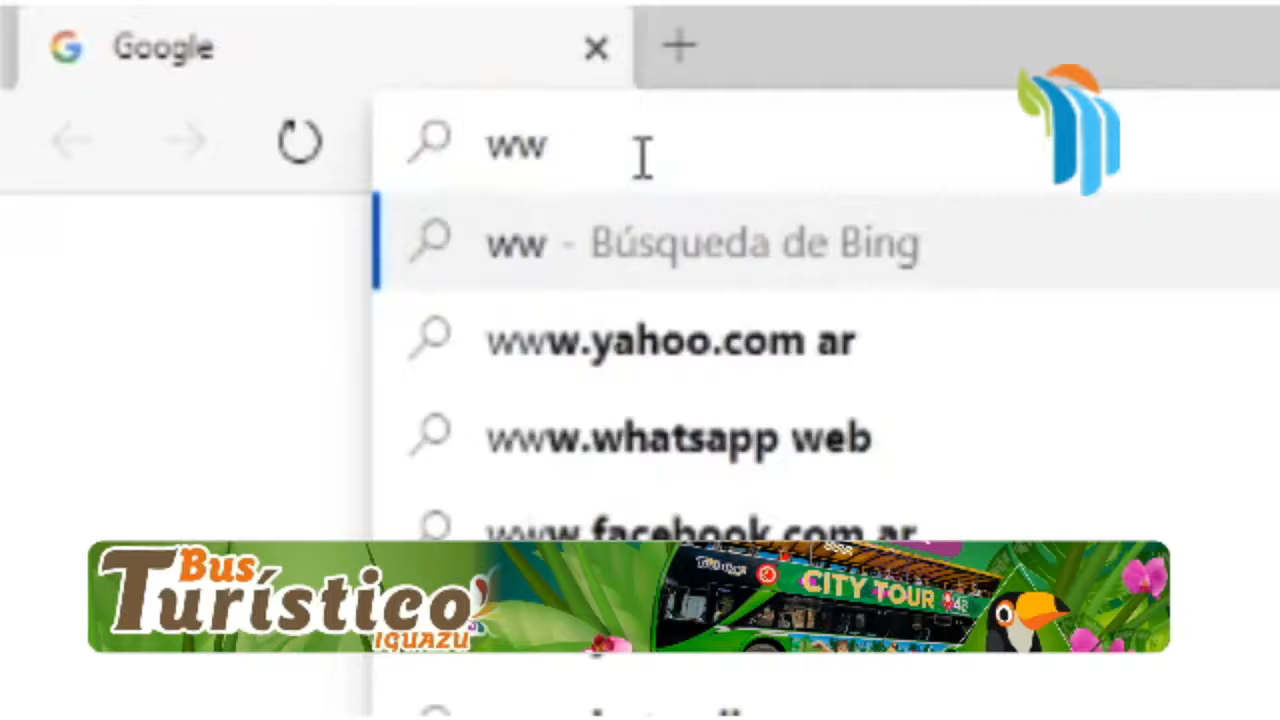 Google
ww
ww - Búsqueda de Bing
www.yahoo.com ar
www.whatsapp web
www.facebook.com ar
Bus
Turístico
IGUAZU
CITY TOUR